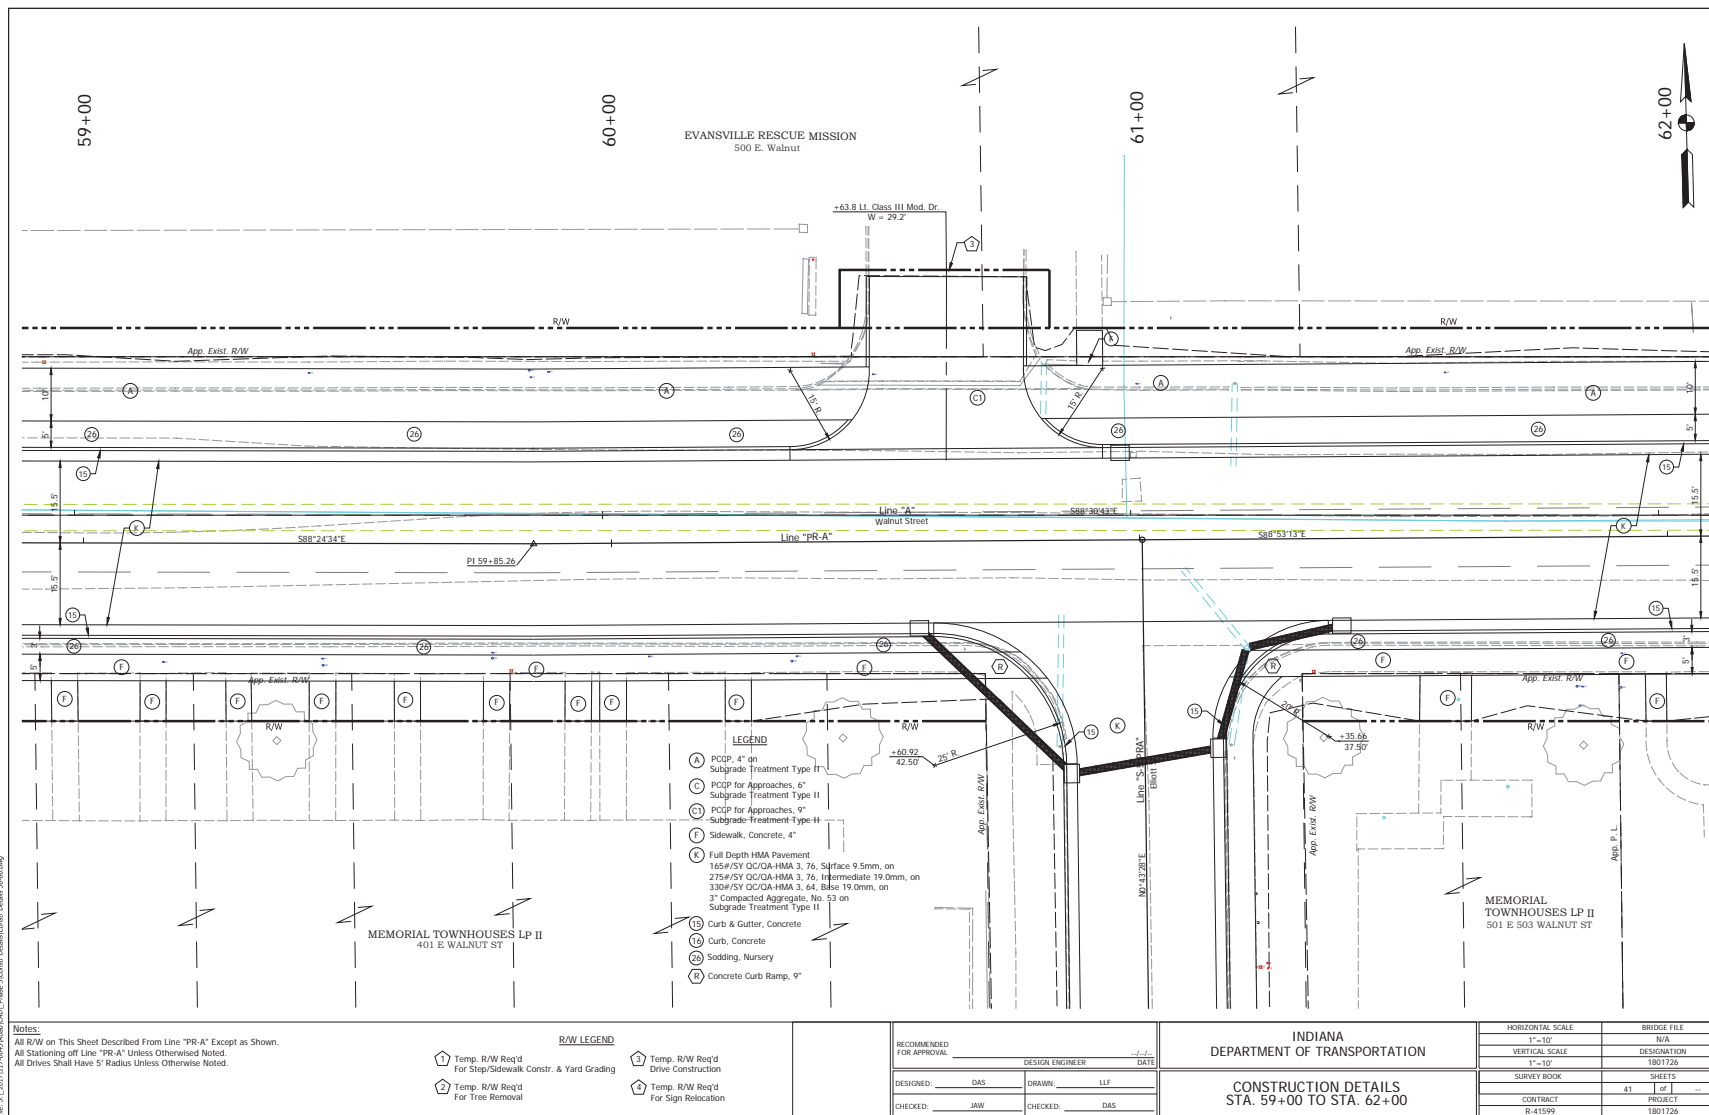 59+00
60+00
61+00
62+00
EVANSVILLE RESCUE MISSION
500 E. Walnut
+63.8 Lt. Class III Mod. Dr.
W = 29.2'
3
R/W
R/W
App. Exist. R/W
App. Exist. R/W
F
A
A
A
A
C1
10'
10'
15' R
15' R
5'
5'
26
26
26
26
26
15
15
15.5'
15.5'
K
K
Line "A"
Walnut Street
S88°30'43"E
S88°24'34"E
Line "PR-A"
S88°53'13"E
PI 59+85.26
15.5'
15.5'
15
15
3'
3'
26
26
26
26
26
5'
5'
F
F
F
F
F
R
R
App. Exist. R/W
App. Exist. R/W
F
F
F
F
F
F
F
F
F
F
R/W
R/W
15
15
K
20' R
25' R
+60.92
42.50'
+35.66
37.50'
Line "S-1-PRA"
Elliott
N0°43'28"E
App. Exist. R/W
App. Exist. R/W
App. P. L.
LEGEND
A PCCP, 4" on
Subgrade Treatment Type II
C PCCP for Approaches, 6"
Subgrade Treatment Type II
C1 PCCP for Approaches, 9"
Subgrade Treatment Type II
F Sidewalk, Concrete, 4"
K Full Depth HMA Pavement
165#/SY QC/QA-HMA 3, 76, Surface 9.5mm, on
275#/SY QC/QA-HMA 3, 76, Intermediate 19.0mm, on
330#/SY QC/QA-HMA 3, 64, Base 19.0mm, on
3" Compacted Aggregate, No. 53 on
Subgrade Treatment Type II
15 Curb & Gutter, Concrete
16 Curb, Concrete
26 Sodding, Nursery
R Concrete Curb Ramp, 9"
MEMORIAL TOWNHOUSES LP II
401 E WALNUT ST
MEMORIAL
TOWNHOUSES LP II
501 E 503 WALNUT ST
Notes:
All R/W on This Sheet Described From Line "PR-A" Except as Shown.
All Stationing off Line "PR-A" Unless Otherwised Noted.
All Drives Shall Have 5' Radius Unless Otherwise Noted.
R/W LEGEND
1 Temp. R/W Req'd
For Step/Sidewalk Constr. & Yard Grading
2 Temp. R/W Req'd
For Tree Removal
3 Temp. R/W Req'd
Drive Construction
4 Temp. R/W Req'd
For Sign Relocation
RECOMMENDED
FOR APPROVAL
--/--/--
DESIGN ENGINEER DATE
DESIGNED: DAS DRAWN: LLF
CHECKED: JAW CHECKED: DAS
INDIANA
DEPARTMENT OF TRANSPORTATION
CONSTRUCTION DETAILS
STA. 59+00 TO STA. 62+00
HORIZONTAL SCALE BRIDGE FILE
1"=10' N/A
VERTICAL SCALE DESIGNATION
1"=10' 1801726
SURVEY BOOK SHEETS
41 of --
CONTRACT PROJECT
R-41599 1801726